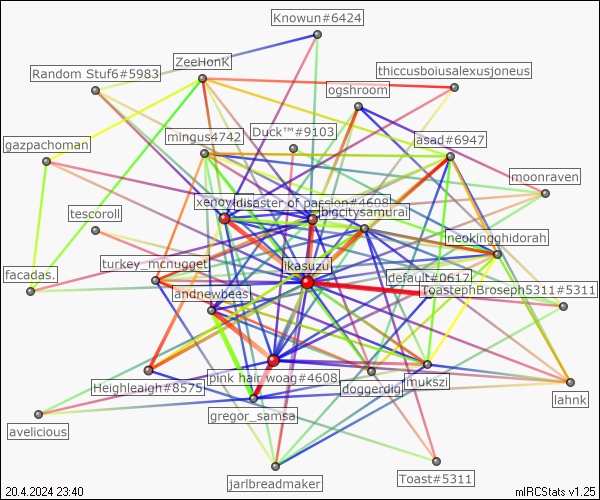 Knowun#6424
ZeeHonK
Random Stuf6#5983
thiccusboiusalexusjoneus
ogshroom
Duck™#9103
mingus4742
asad#6947
gazpachoman
moonraven
disaster of passion#4608
bigcitysamurai
tescoroll
neokingghidorah
turkey_mcnugget
ikasuzu
facadas.
default#0617
andnewbees
ToastephBroseph5311#5311
Heighleaigh#8575
pink hair woag#4608
doggerdig
mukszi
lahnk
gregor_samsa
avelicious
Toast#5311
jarlbreadmaker
20.4.2024 23:40
mIRCStats v1.25